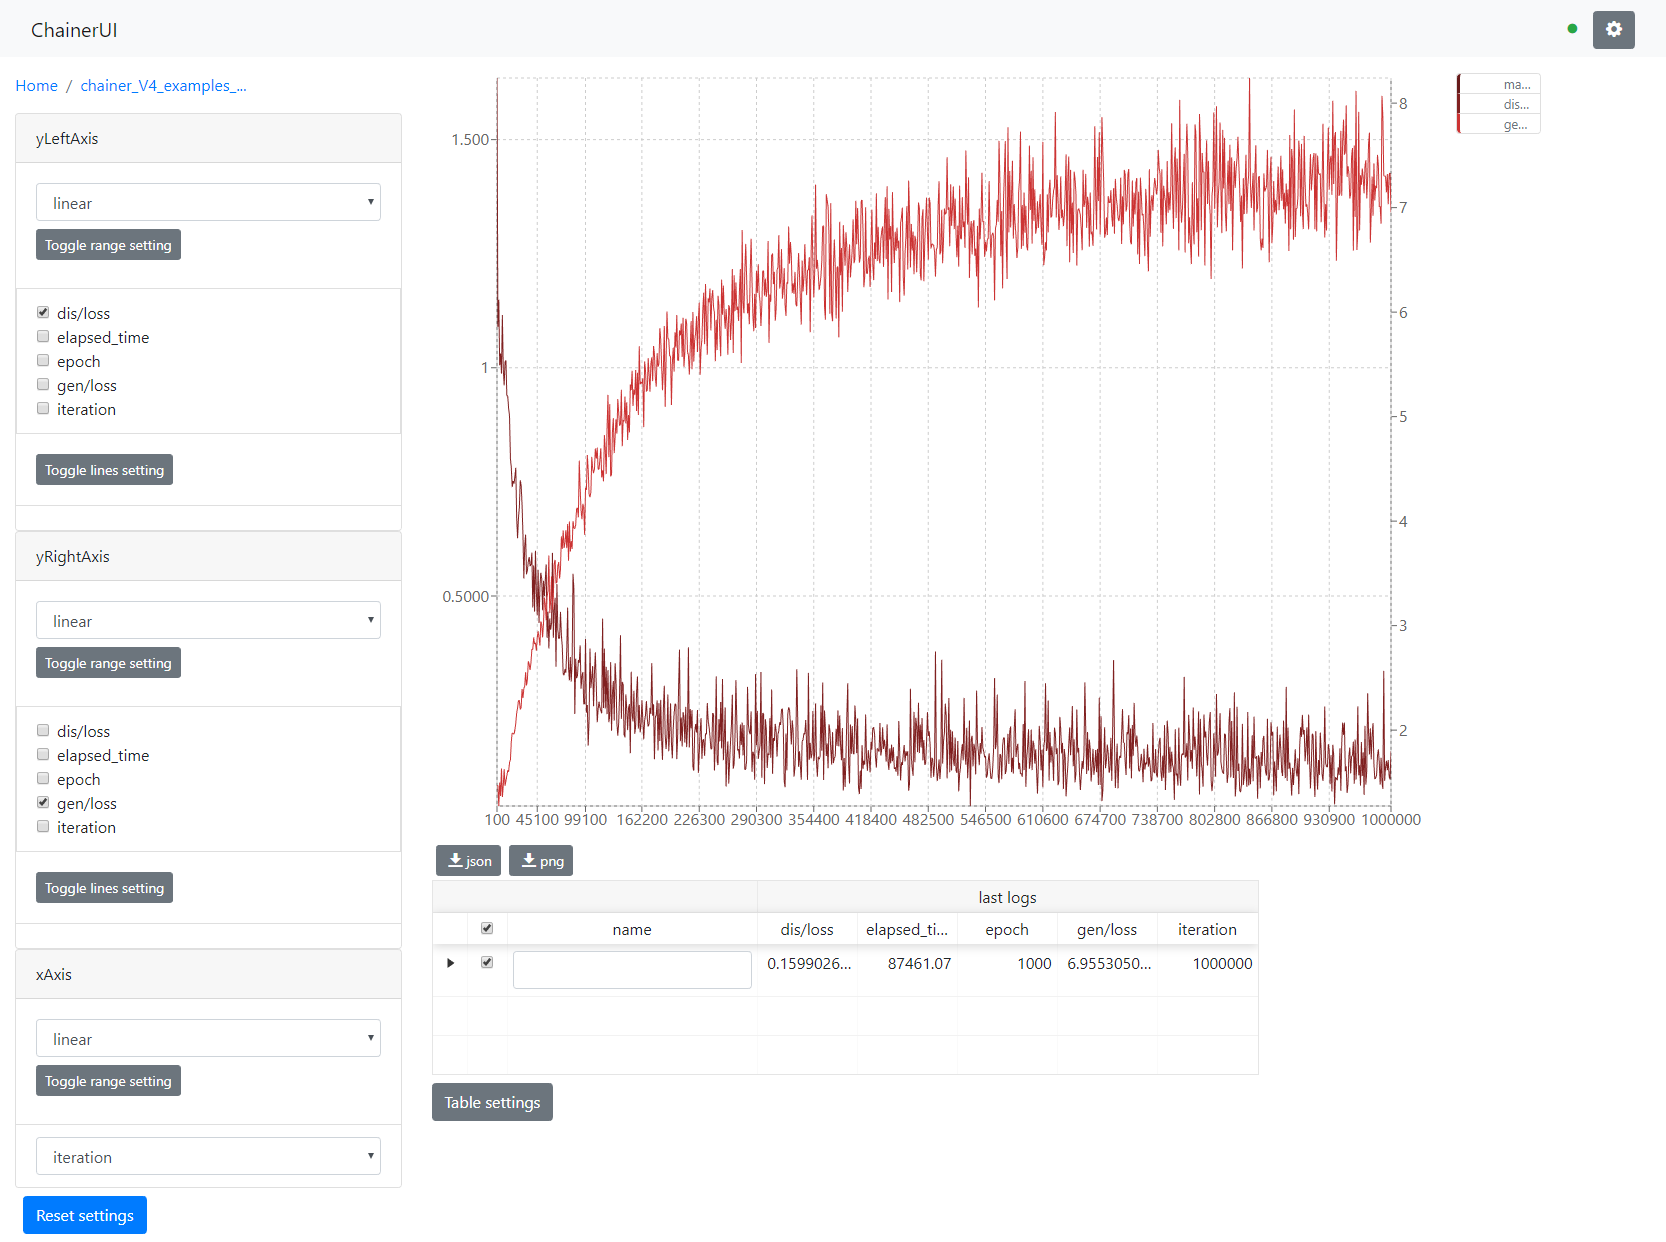 ChainerUI
Home / chainer_V4_examples_...
yLeftAxis
linear
Toggle range setting
dis/loss
elapsed_time
epoch
gen/loss
iteration
Toggle lines setting
yRightAxis
linear
Toggle range setting
dis/loss
elapsed_time
epoch
gen/loss
iteration
Toggle lines setting
xAxis
linear
Toggle range setting
iteration
Reset settings
1.500
1
0.5000
8
7
6
5
4
3
2
100 45100 99100 162200 226300 290300 354400 418400 482500 546500 610600 674700 738700 802800 866800 930900 1000000
ma...
dis...
ge...
json png
last logs
name dis/loss elapsed_ti... epoch gen/loss iteration
0.1599026... 87461.07 1000 6.9553050... 1000000
Table settings